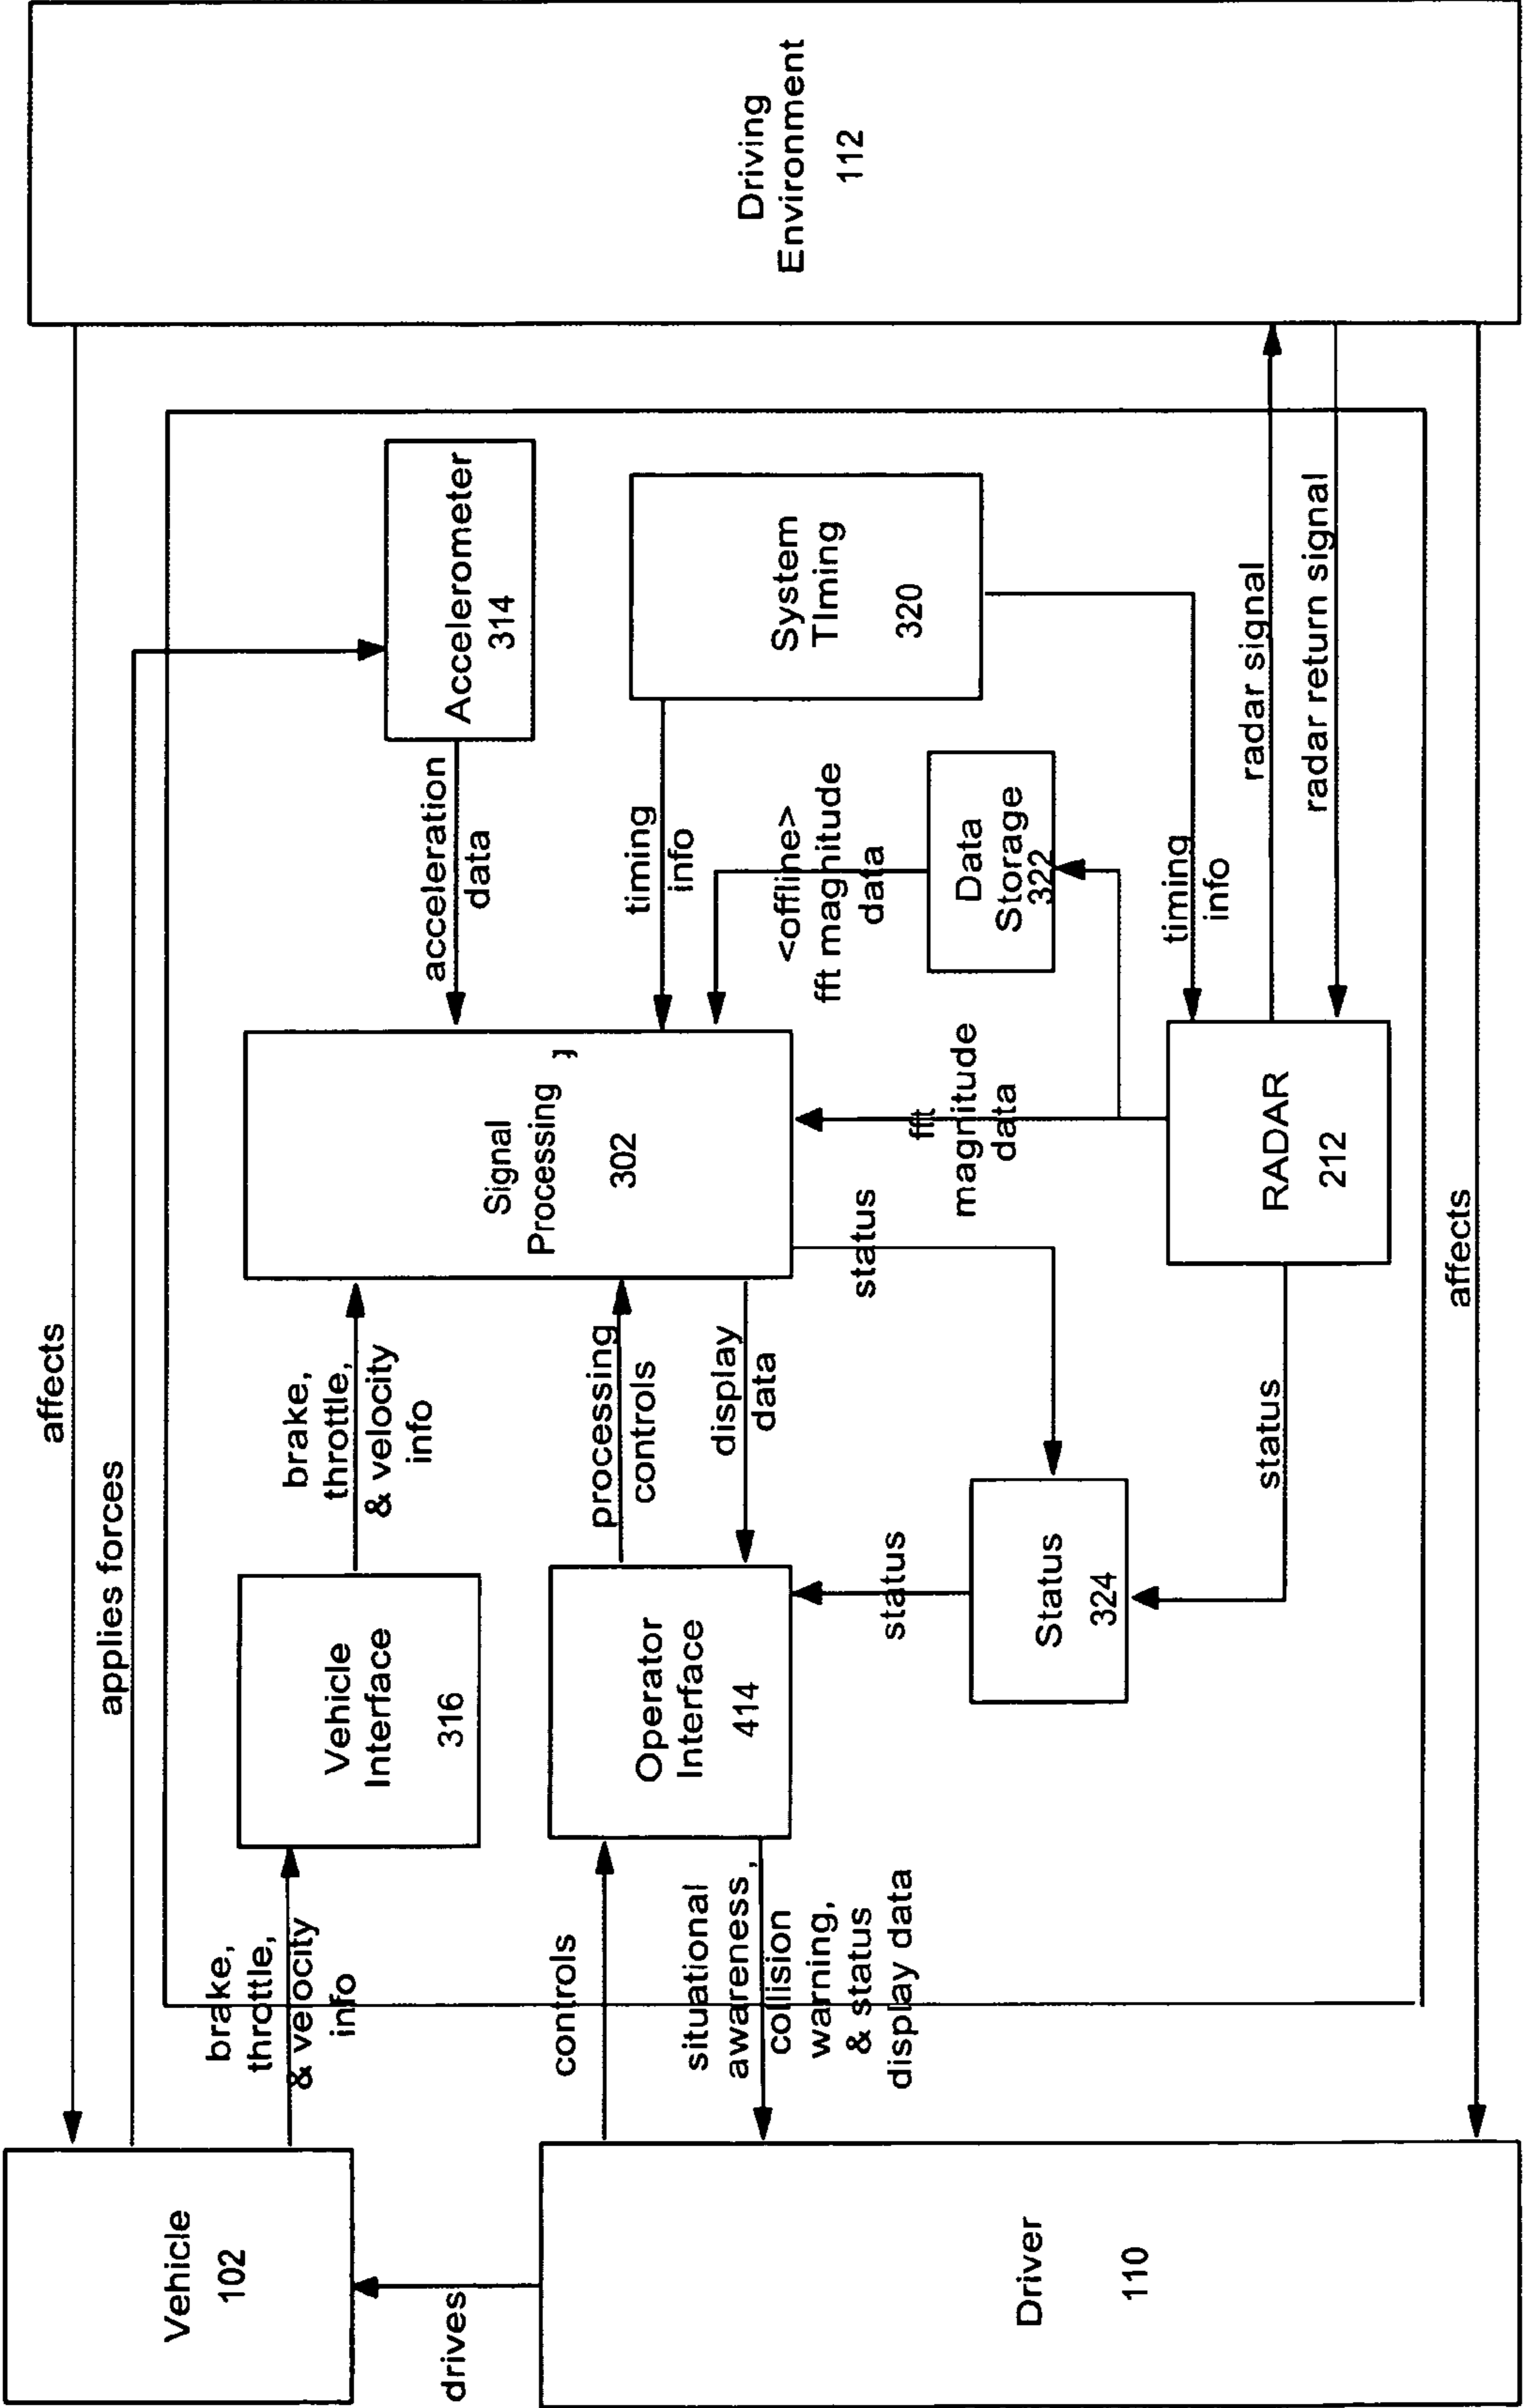 affects
applies forces
Vehicle
102
drives
Driver
110
brake,
throttle,
& velocity
info
controls
situational
awareness,
collision
warning,
& status
display data
Vehicle
Interface
316
Operator
Interface
414
brake,
throttle,
& velocity
info
processing
controls
display
data
status
Status
324
status
status
Signal
Processing
302
fft
magnitude
data
RADAR
212
acceleration
data
timing
info
<offline>
fft magnitude
data
Data
Storage
322
timing
info
Accelerometer
314
System
TIming
320
radar signal
radar return signal
affects
Driving
Environment
112